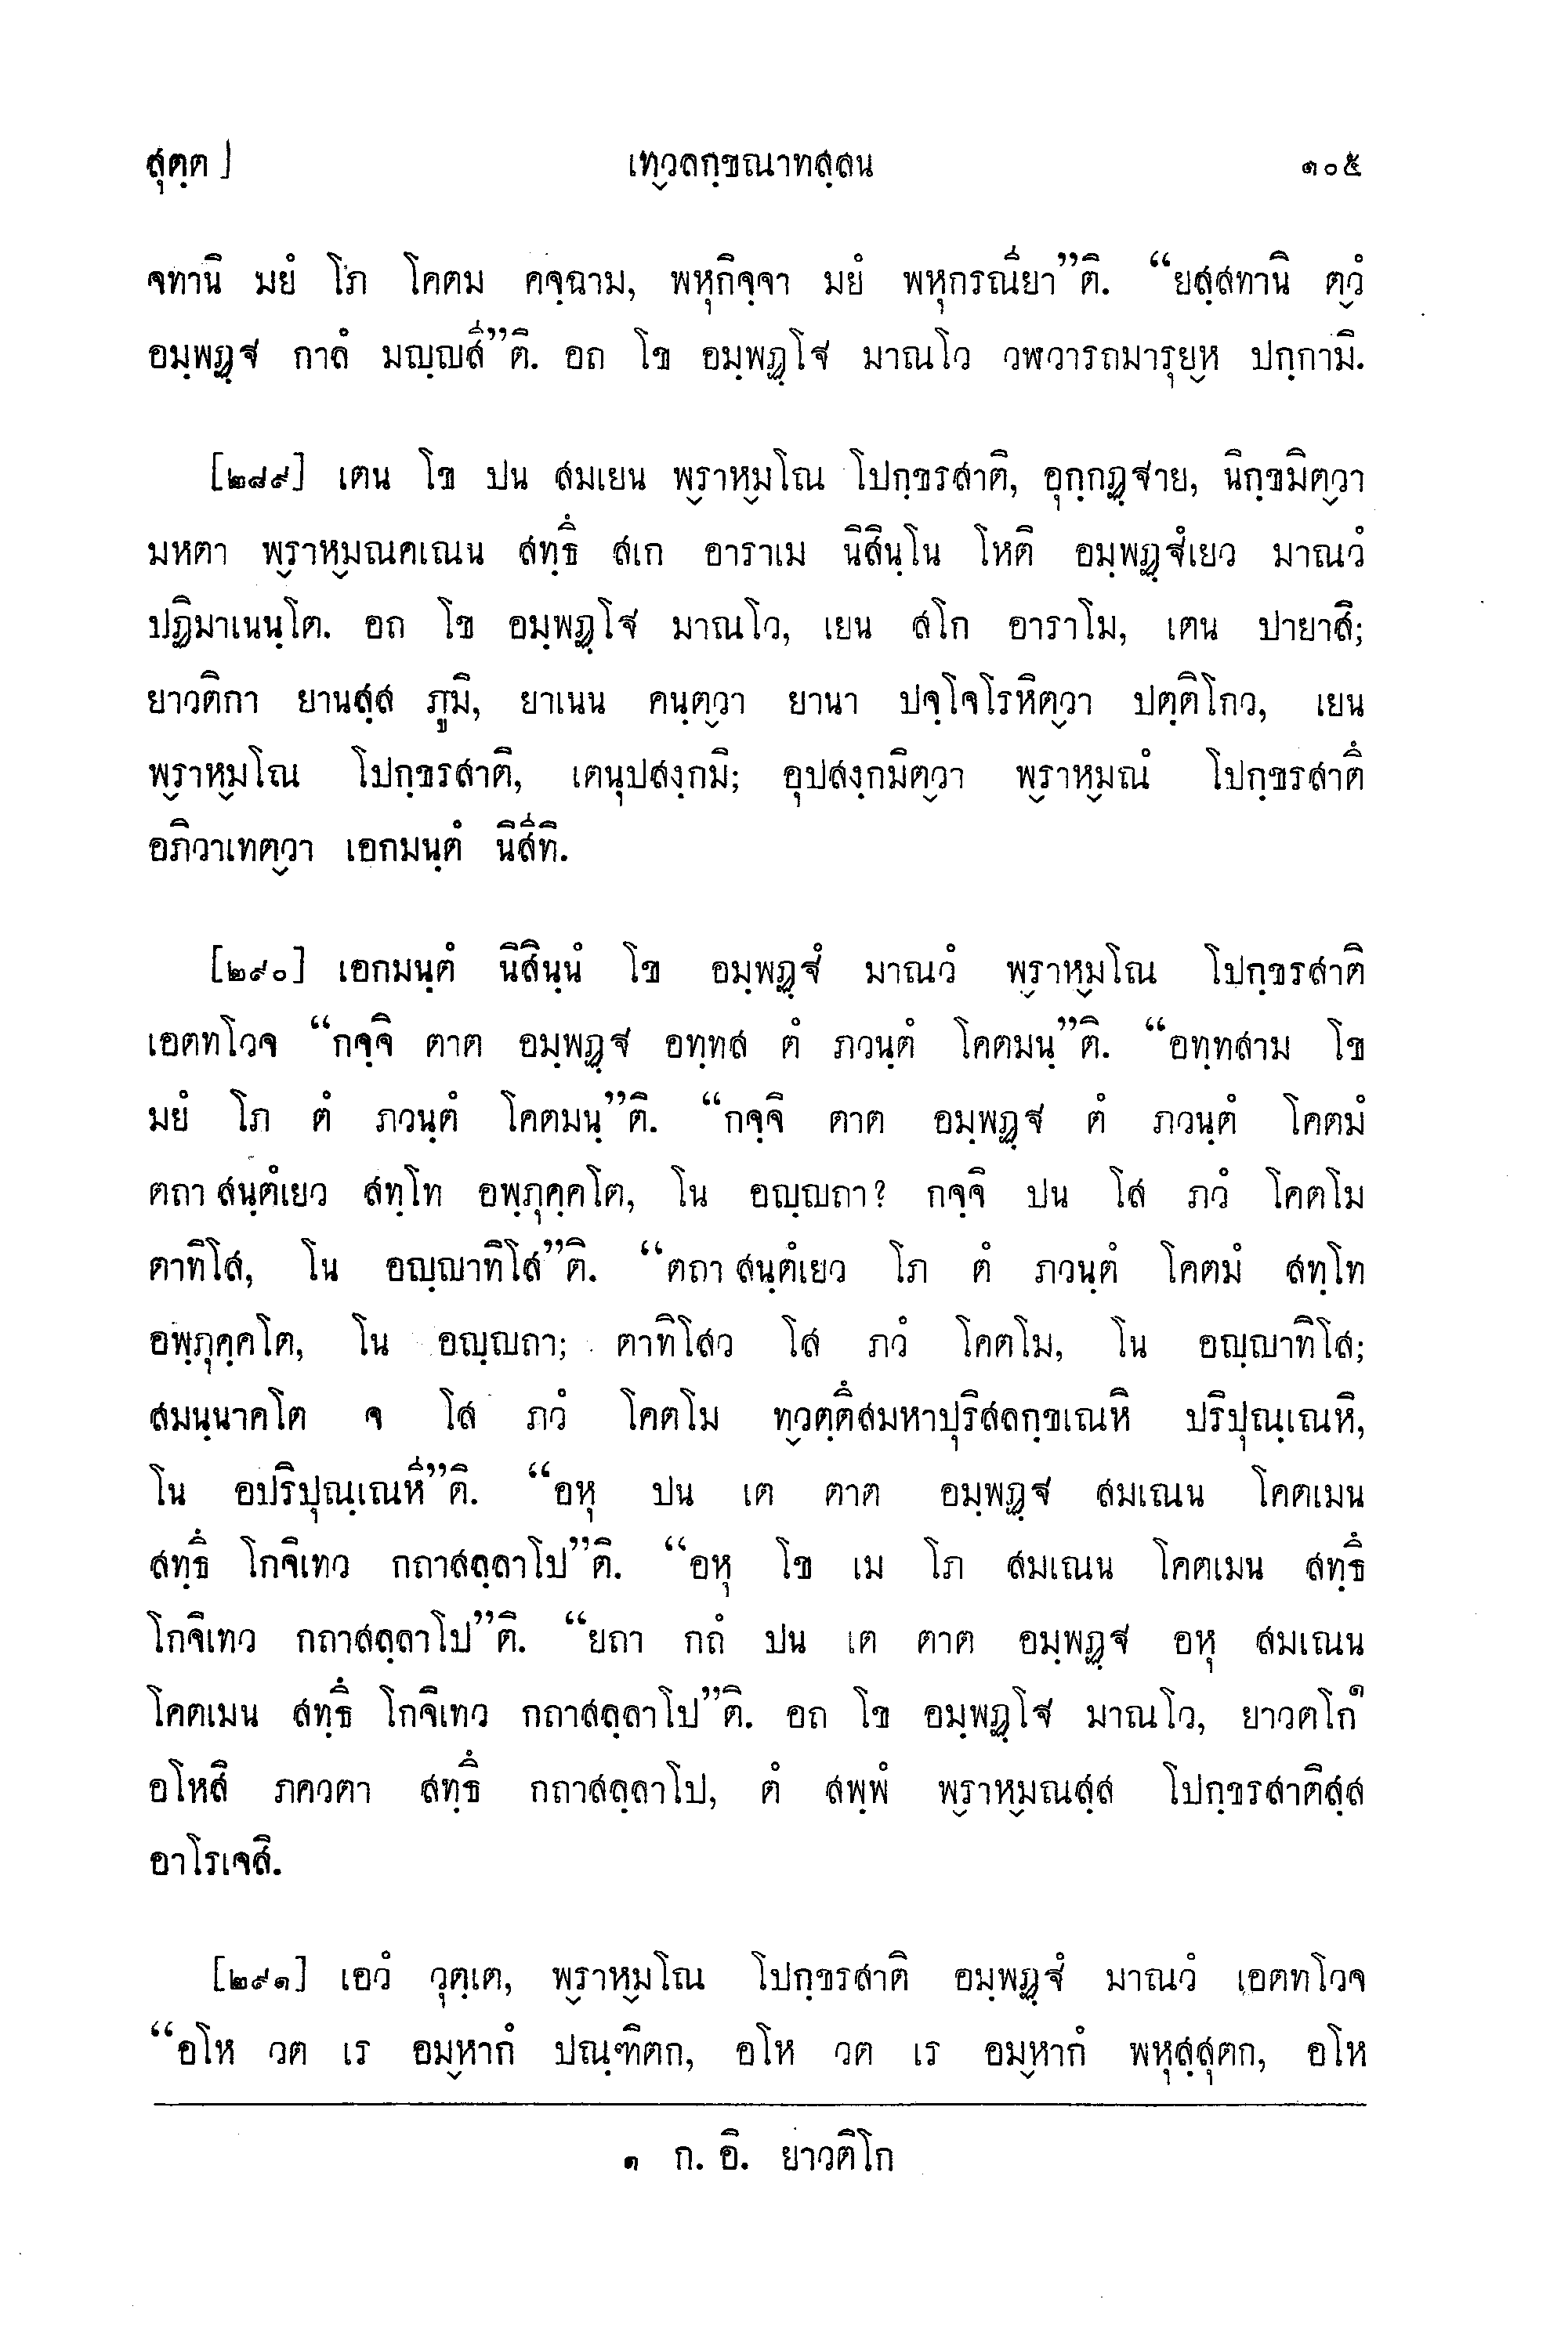 สุตฺต]   เท๎วลกฺขณาทสฺสน   ๑๐๕
จทานิ มยํ โภ โคตม คจฺฉาม, พหุกิจฺจา มยํ พหุกรณียา”ติ. “ยสฺสทานิ ต๎วํ
อมฺพฏฺฐ กาลํ มญฺญสี”ติ. อถ โข อมฺพฏฺโฐ มาณโว วฬวารถมารุย๎ห ปกฺกามิ.
[๒๘๙] เตน โข ปน สมเยน พ๎ราห๎มโณ โปกฺขรสาติ, อุกฺกฏฺฐาย, นิกฺขมิต๎วา
มหตา พ๎ราห๎มณคเณน สทฺธึ สเก อาราเม นิสินฺโน โหติ อมฺพฏฺฐํเยว มาณวํ
ปฏิมาเนนฺโต. อถ โข อมฺพฏฺโฐ มาณโว, เยน สโก อาราโม, เตน ปายาสิ;
ยาวติกา ยานสฺส ภูมิ, ยาเนน คนฺต๎วา ยานา ปจฺโจโรหิต๎วา ปตฺติโกว, เยน
พ๎ราห๎มโณ โปกฺขรสาติ, เตนุปสงฺกมิ; อุปสงฺกมิต๎วา พ๎ราห๎มณํ โปกฺขรสาตึ
อภิวาเทต๎วา เอกมนฺตํ นิสีทิ.
[๒๙๐] เอกมนฺตํ นิสินฺนํ โข อมฺพฏฺฐํ มาณวํ พ๎ราห๎มโณ โปกฺขรสาติ
เอตทโวจ “กจฺจิ ตาต อมฺพฏฺฐ อทฺทส ตํ ภวนฺตํ โคตมนฺ”ติ. “อทฺทสาม โข
มยํ โภ ตํ ภวนฺตํ โคตมนฺ”ติ. “กจฺจิ ตาต อมฺพฏฺฐ ตํ ภวนฺตํ โคตมํ
ตถา สนฺตํเยว สทฺโท อพฺภุคฺคโต, โน อญฺญถา? กจฺจิ ปน โส ภวํ โคตโม
ตาทิโส, โน อญฺญาทิโส”ติ. “ตถา สนฺตํเยว โภ ตํ ภวนฺตํ โคตมํ สทฺโท
อพฺภุคฺคโต, โน อญฺญถา; ตาทิโสว โส ภวํ โคตโม, โน อญฺญาทิโส;
สมนฺนาคโต จ โส ภวํ โคตโม ท๎วตฺตึสมหาปุริสลกฺขเณหิ ปริปุณฺเณหิ,
โน อปริปุณฺเณหี”ติ. “อหุ ปน เต ตาต อมฺพฏฺฐ สมเณน โคตเมน
สทฺธึ โกจิเทว กถาสลฺลาโป”ติ. “อหุ โข เม โภ สมเณน โคตเมน สทฺธึ
โกจิเทว กถาสลฺลาโป”ติ. “ยถา กถํ ปน เต ตาต อมฺพฏฺฐ อหุ สมเณน
โคตเมน สทฺธึ โกจิเทว กถาสลฺลาโป”ติ. อถ โข อมฺพฏฺโฐ มาณโว, ยาวตโก๑
อโหสิ ภควตา สทฺธึ กถาสลฺลาโป, ตํ สพฺพํ พ๎ราห๎มณสฺส โปกฺขรสาติสฺส
อาโรเจสิ.
[๒๙๑] เอวํ วุตฺเต, พ๎ราห๎มโณ โปกฺขรสาติ อมฺพฏฺฐํ มาณวํ เอตทโวจ
“อโห วต เร อม๎หากํ ปณฺฑิตก, อโห วต เร อม๎หากํ พหุสฺสุตก, อโห
๑ ก. อิ. ยาวติโก